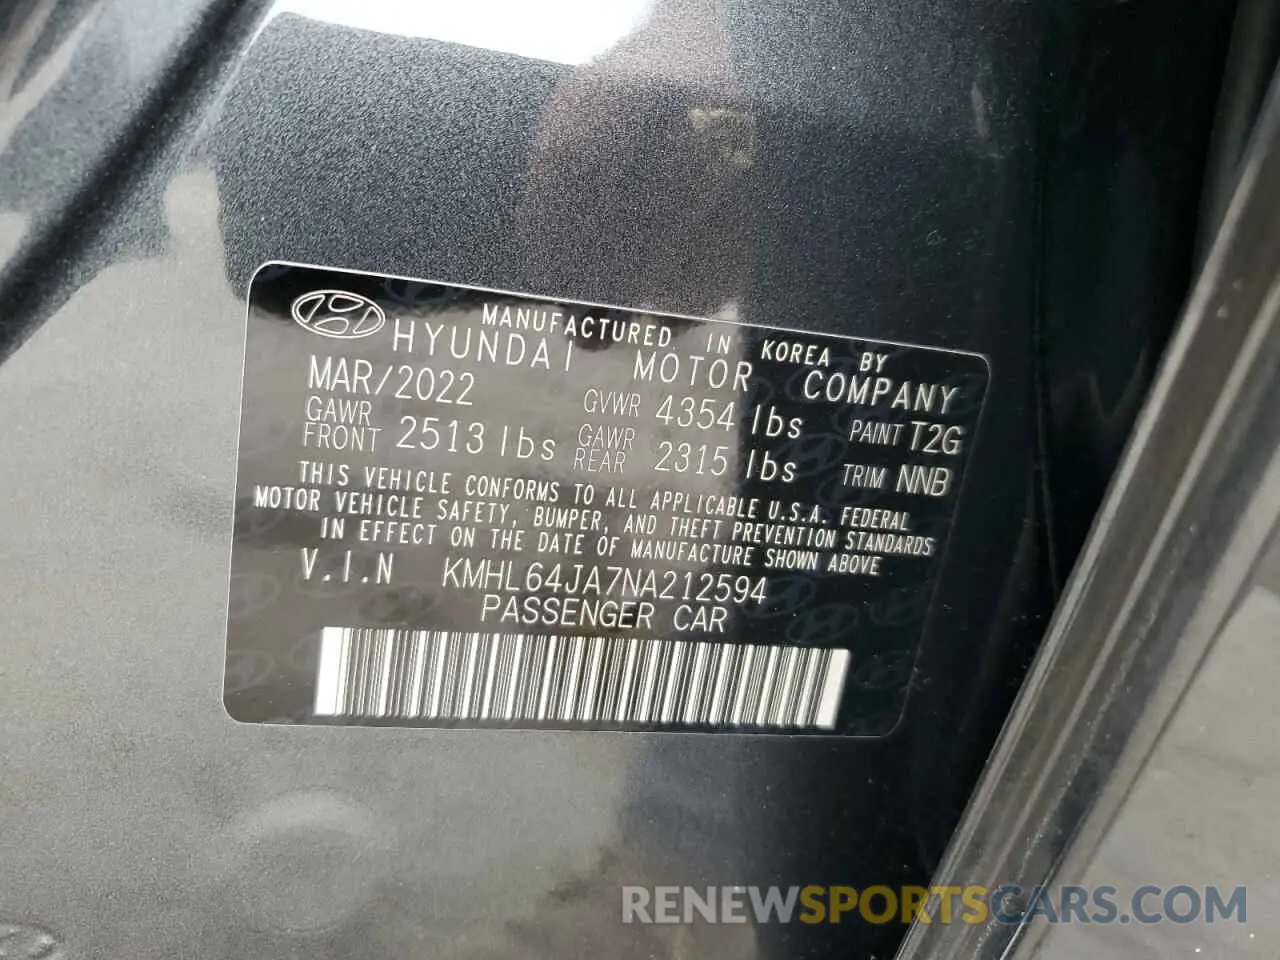 MANUFACTURED IN KOREA BY
HYUNDAI MOTOR COMPANY
MAR/2022 GVWR 4354 lbs PAINT T2G
GAWR FRONT 2513 lbs GAWR REAR 2315 lbs TRIM NNB
THIS VEHICLE CONFORMS TO ALL APPLICABLE U.S.A. FEDERAL
MOTOR VEHICLE SAFETY, BUMPER, AND THEFT PREVENTION STANDARDS
IN EFFECT ON THE DATE OF MANUFACTURE SHOWN ABOVE
V.I.N KMHL64JA7NA212594
PASSENGER CAR
RENEWSPORTSCARS.COM